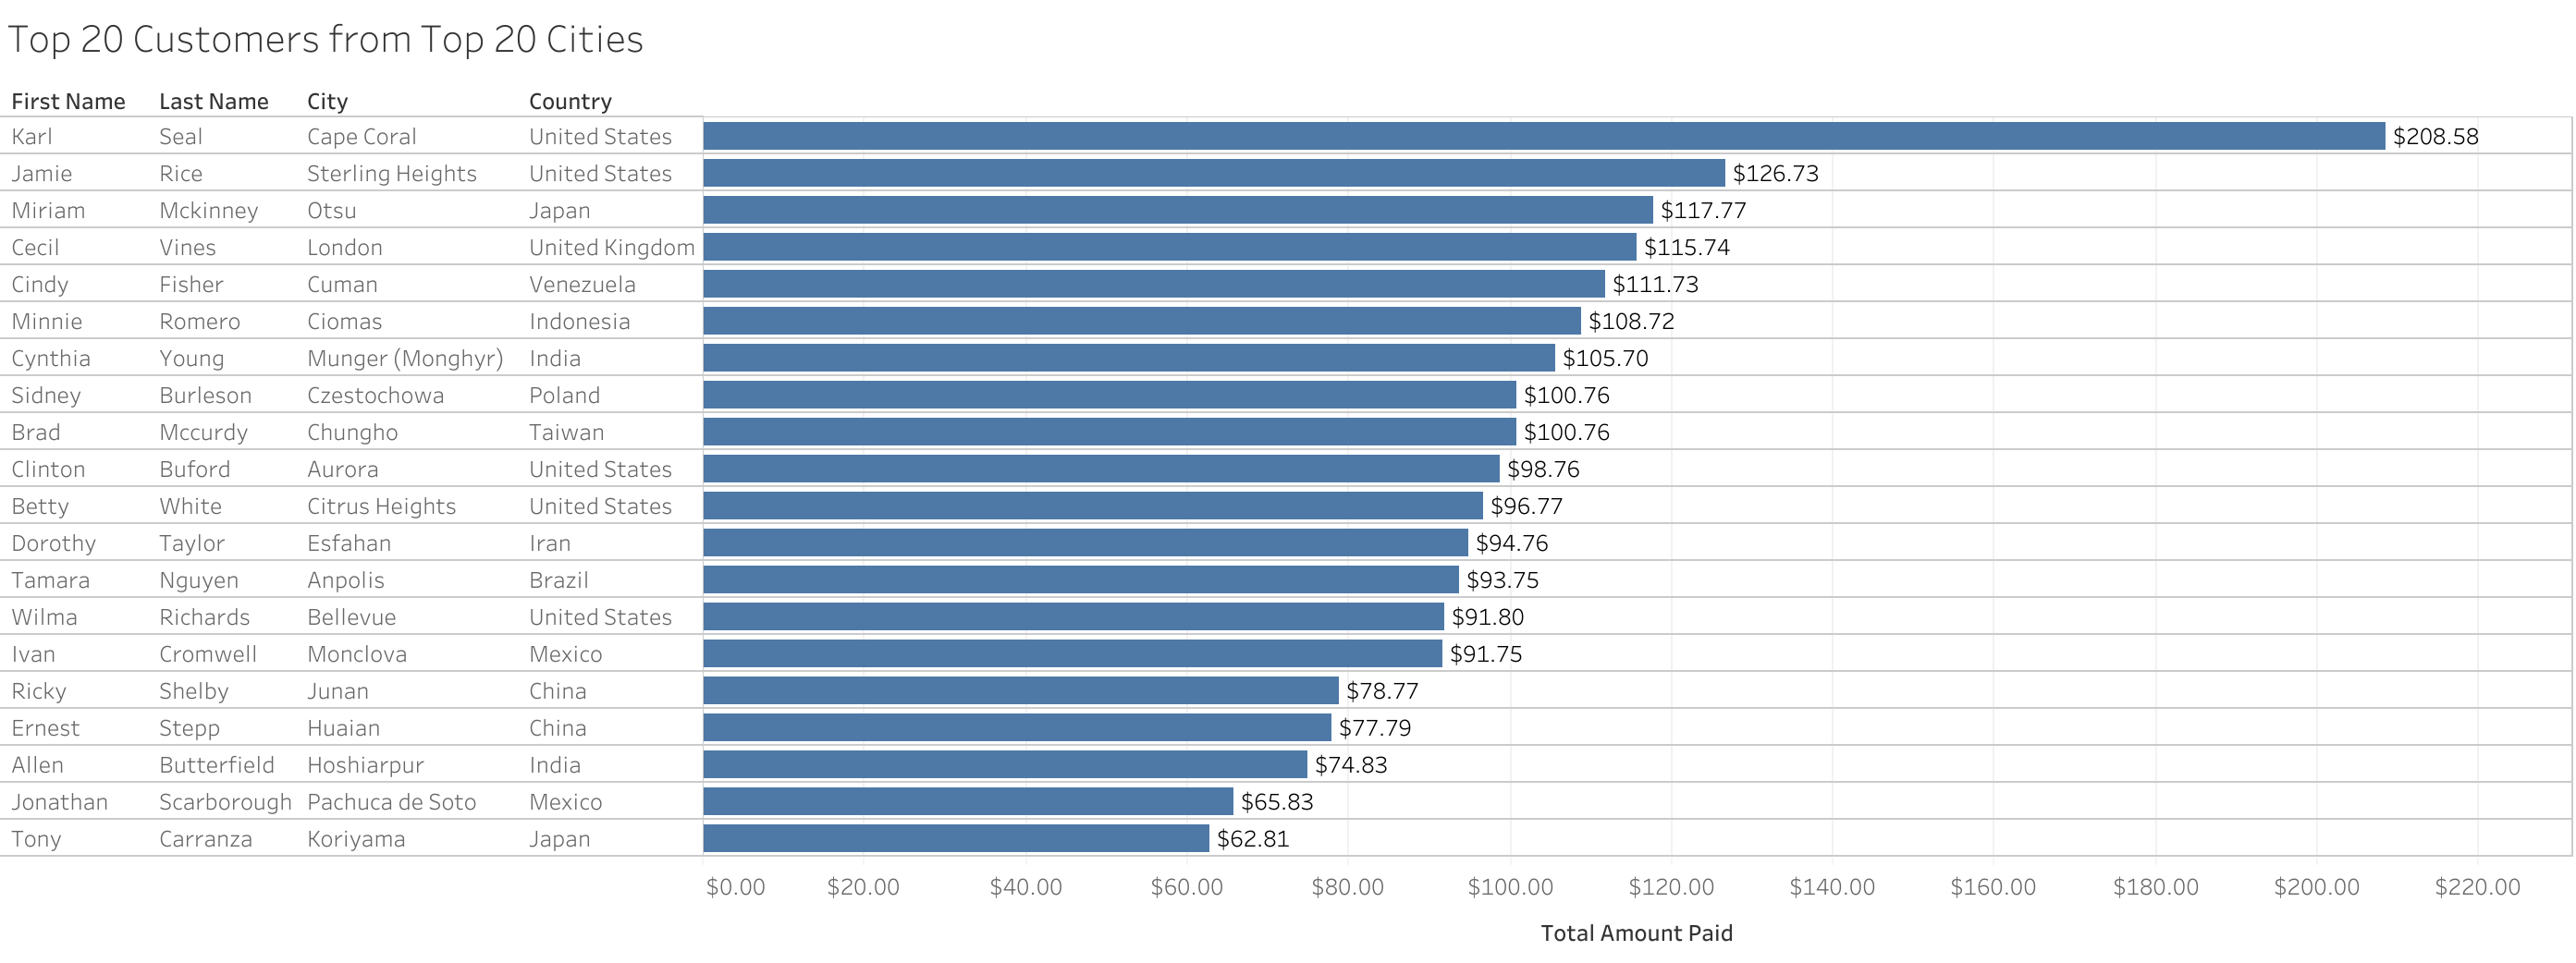 Top 20 Customers from Top 20 Cities
First Name Last Name City Country
Karl Seal Cape Coral United States $208.58
Jamie Rice Sterling Heights United States $126.73
Miriam Mckinney Otsu Japan $117.77
Cecil Vines London United Kingdom $115.74
Cindy Fisher Cuman Venezuela $111.73
Minnie Romero Ciomas Indonesia $108.72
Cynthia Young Munger (Monghyr) India $105.70
Sidney Burleson Czestochowa Poland $100.76
Brad Mccurdy Chungho Taiwan $100.76
Clinton Buford Aurora United States $98.76
Betty White Citrus Heights United States $96.77
Dorothy Taylor Esfahan Iran $94.76
Tamara Nguyen Anpolis Brazil $93.75
Wilma Richards Bellevue United States $91.80
Ivan Cromwell Monclova Mexico $91.75
Ricky Shelby Junan China $78.77
Ernest Stepp Huaian China $77.79
Allen Butterfield Hoshiarpur India $74.83
Jonathan Scarborough Pachuca de Soto Mexico $65.83
Tony Carranza Koriyama Japan $62.81
$0.00 $20.00 $40.00 $60.00 $80.00 $100.00 $120.00 $140.00 $160.00 $180.00 $200.00 $220.00
Total Amount Paid